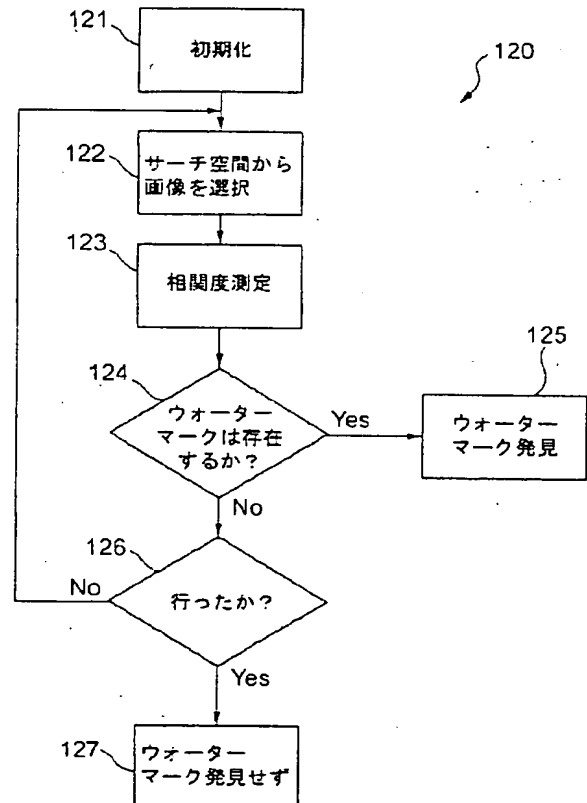 121
初期化
120
122
サーチ空間から
画像を選択
123
相関度測定
124
ウォーター
マークは存在
するか？
Yes
125
ウォーター
マーク発見
No
126
行ったか？
No
Yes
127
ウォーター
マーク発見せず